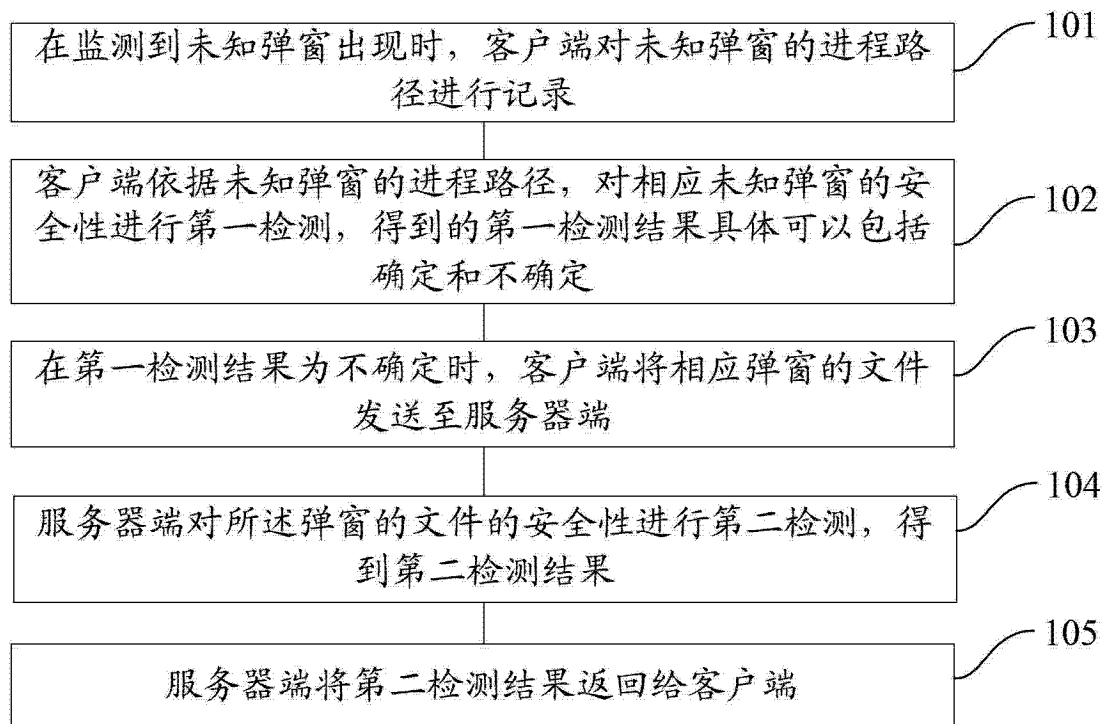 在监测到未知弹窗出现时，客户端对未知弹窗的进程路
径进行记录
101
客户端依据未知弹窗的进程路径，对相应未知弹窗的安
全性进行第一检测，得到的第一检测结果具体可以包括
确定和不确定
102
在第一检测结果为不确定时，客户端将相应弹窗的文件
发送至服务器端
103
服务器端对所述弹窗的文件的安全性进行第二检测，得
到第二检测结果
104
服务器端将第二检测结果返回给客户端
105